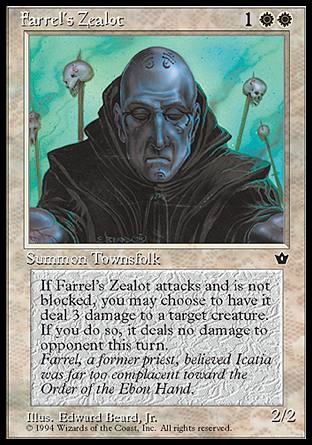 Farrel's Zealot 1
Summon Townsfolk
If Farrel's Zealot attacks and is not
blocked, you may choose to have it
deal 3 damage to a target creature.
If you do so, it deals no damage to
opponent this turn.
Farrel, a former priest, believed Icatia
was far too complacent toward the
Order of the Ebon Hand.
2/2
Illus. Edward Beard, Jr.
© 1994 Wizards of the Coast, Inc. All rights reserved.